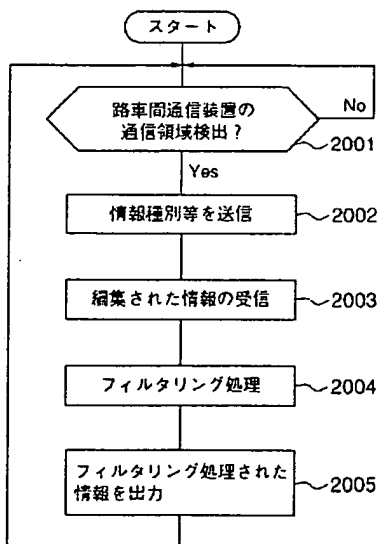 スタート
路車間通信装置の
通信領域検出？
No
2001
Yes
情報種別等を送信
2002
編集された情報の受信
2003
フィルタリング処理
2004
フィルタリング処理された
情報を出力
2005